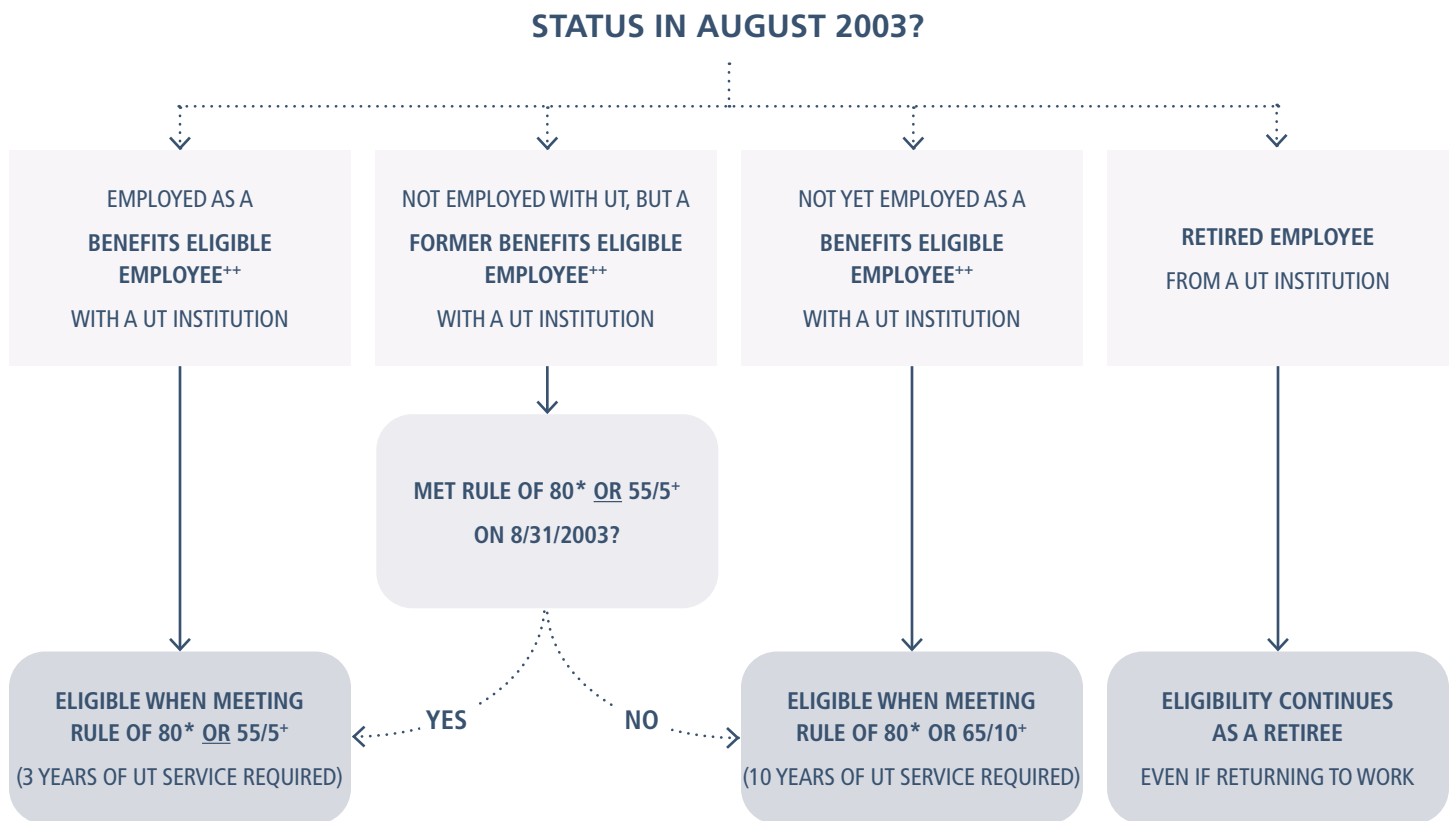 STATUS IN AUGUST 2003?
EMPLOYED AS A
BENEFITS ELIGIBLE
EMPLOYEE++
WITH A UT INSTITUTION
NOT EMPLOYED WITH UT, BUT A
FORMER BENEFITS ELIGIBLE
EMPLOYEE++
WITH A UT INSTITUTION
NOT YET EMPLOYED AS A
BENEFITS ELIGIBLE
EMPLOYEE++
WITH A UT INSTITUTION
RETIRED EMPLOYEE
FROM A UT INSTITUTION
MET RULE OF 80* OR 55/5+
ON 8/31/2003?
YES
NO
ELIGIBLE WHEN MEETING
RULE OF 80* OR 55/5+
(3 YEARS OF UT SERVICE REQUIRED)
ELIGIBLE WHEN MEETING
RULE OF 80* OR 65/10+
(10 YEARS OF UT SERVICE REQUIRED)
ELIGIBILITY CONTINUES
AS A RETIREE
EVEN IF RETURNING TO WORK